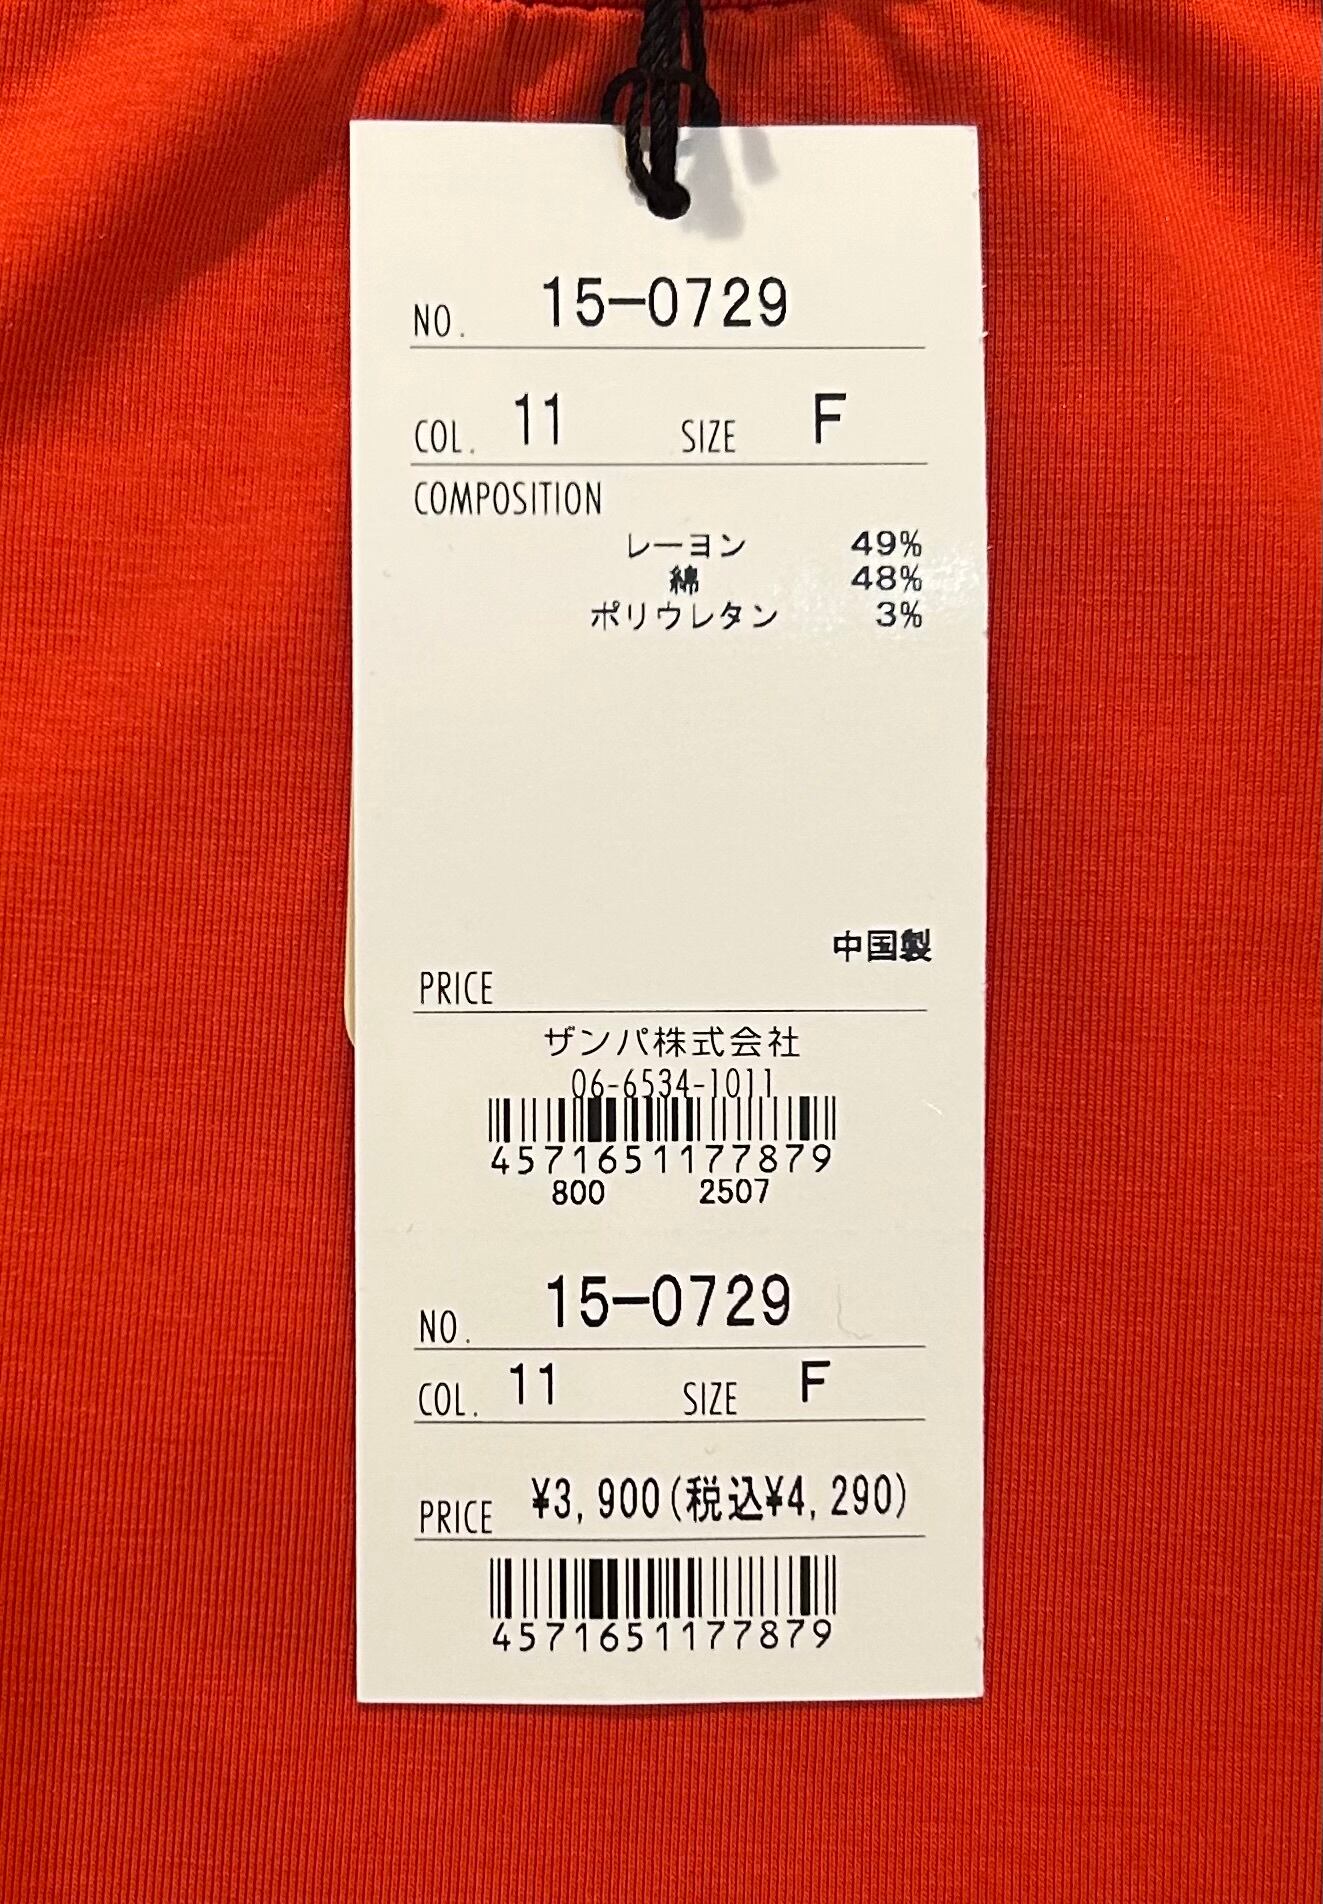 NO. 15-0729
COL. 11 SIZE F
COMPOSITION
レーヨン 49%
綿 48%
ポリウレタン 3%
中国製
PRICE
ザンパ株式会社
06-6534-1011
4571651177879
800 2507
NO. 15-0729
COL. 11 SIZE F
PRICE ¥3,900(税込¥4,290)
4571651177879